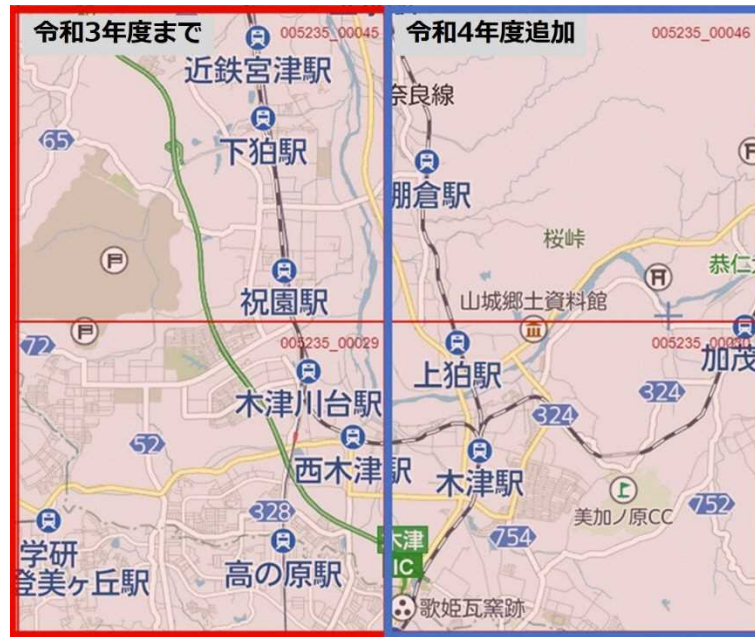 令和3年度まで
005235_00045
近鉄宮津駅
下狛駅
65
祝園駅
72
005235_00029
木津川台駅
52
西木津駅
328
学研
登美ヶ丘駅
高の原駅
令和4年度追加
005235_00046
奈良線
棚倉駅
桜峠
恭仁
山城郷土資料館
上狛駅
加茂
324
324
木津駅
美加ノ原CC
752
754
木津
IC
歌姫瓦窯跡